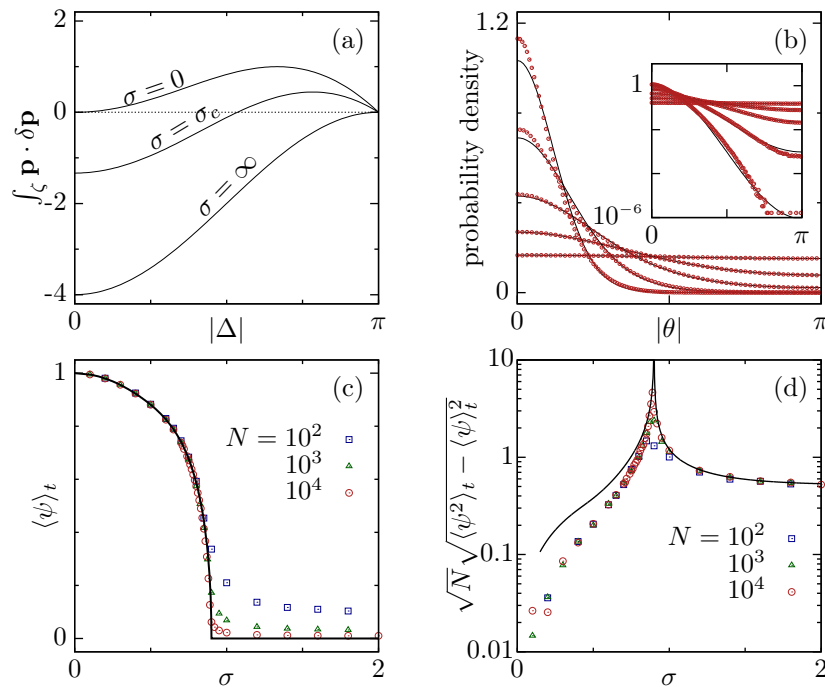 (a)
2
0
-2
-4
∫ζ p · δp
σ = 0
σ = σc
σ = ∞
0
|Δ|
π
(b)
1.2
0
probability density
0
|θ|
π
1
10⁻⁶
0
π
(c)
1
0
⟨ψ⟩t
N = 10²
10³
10⁴
0
σ
2
(d)
10
1
0.1
0.01
√N√⟨ψ²⟩t − ⟨ψ⟩t²
N = 10²
10³
10⁴
0
σ
2